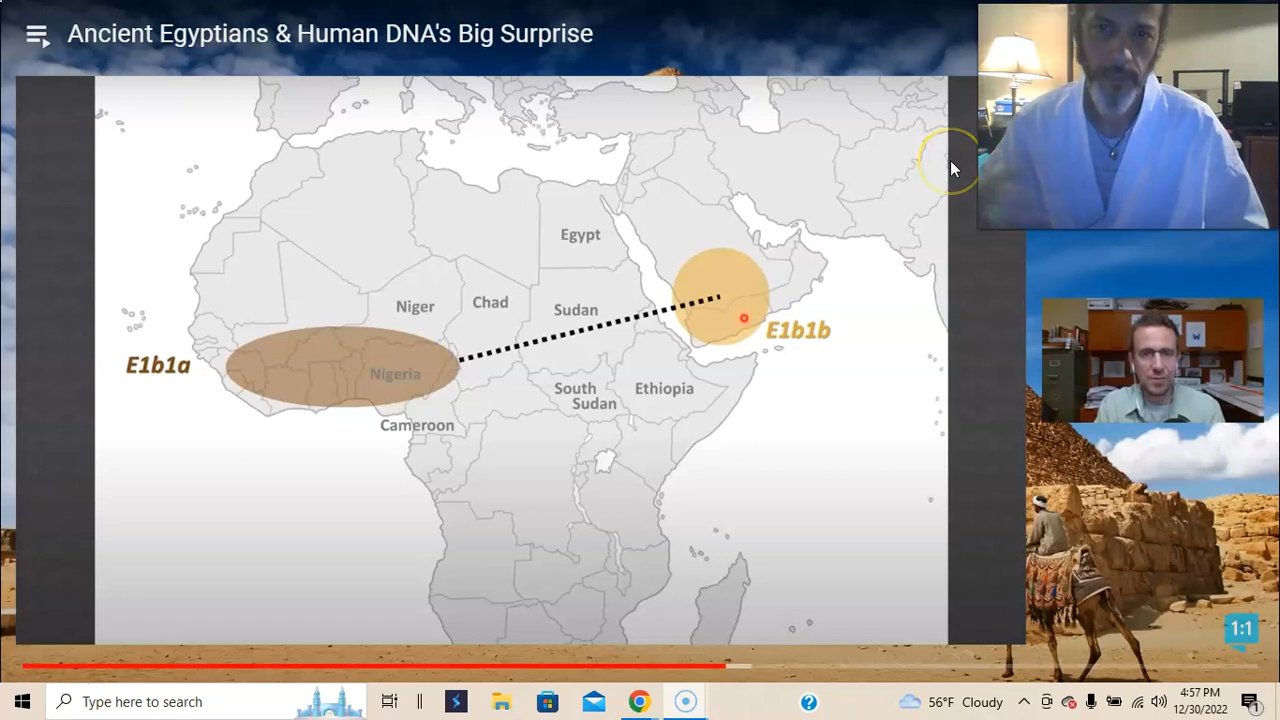 Ancient Egyptians & Human DNA's Big Surprise
Egypt
Niger
Chad
Sudan
E1b1b
E1b1a
Nigeria
South
Sudan
Ethiopia
Cameroon
1:1
Type here to search
56°F Cloudy
4:57 PM
12/30/2022
1